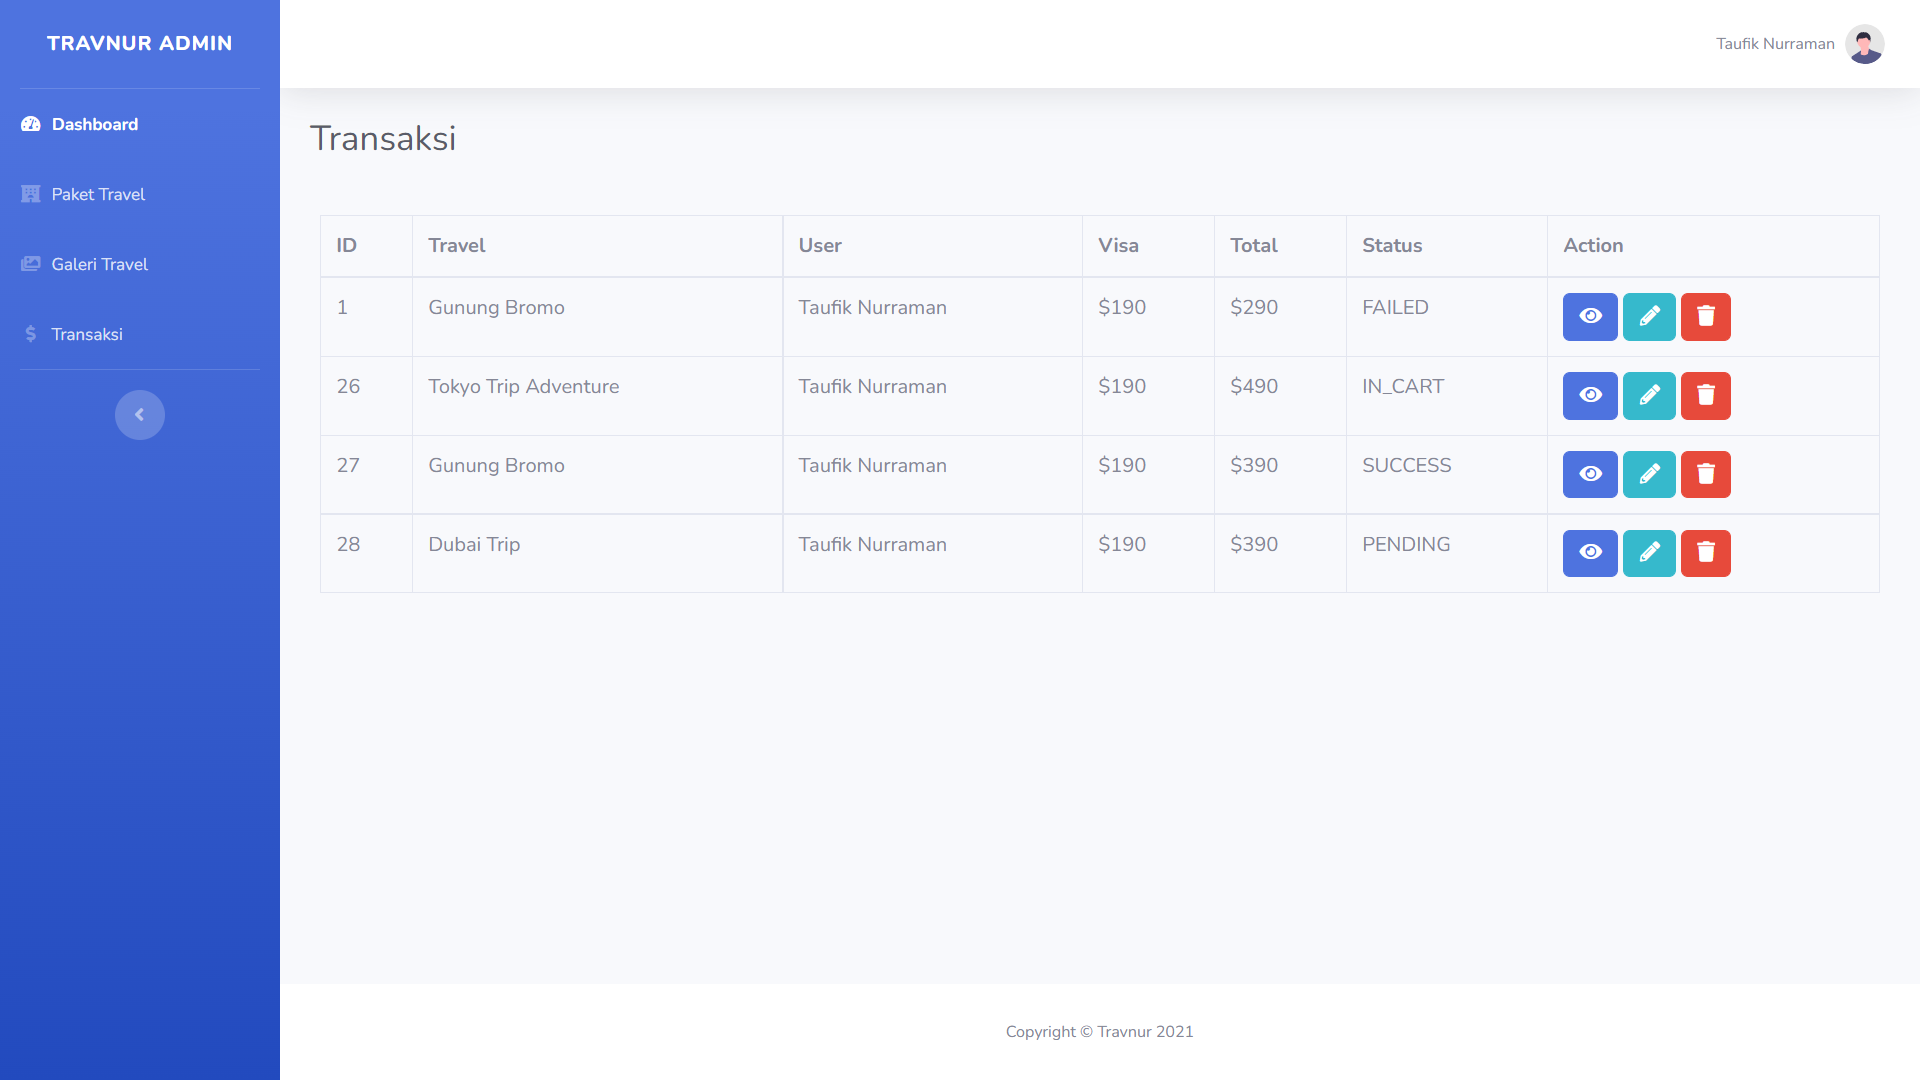 TRAVNUR ADMIN
Dashboard
Paket Travel
Galeri Travel
Transaksi
Taufik Nurraman
Transaksi
ID Travel User Visa Total Status Action
1 Gunung Bromo Taufik Nurraman $190 $290 FAILED
26 Tokyo Trip Adventure Taufik Nurraman $190 $490 IN_CART
27 Gunung Bromo Taufik Nurraman $190 $390 SUCCESS
28 Dubai Trip Taufik Nurraman $190 $390 PENDING
Copyright © Travnur 2021